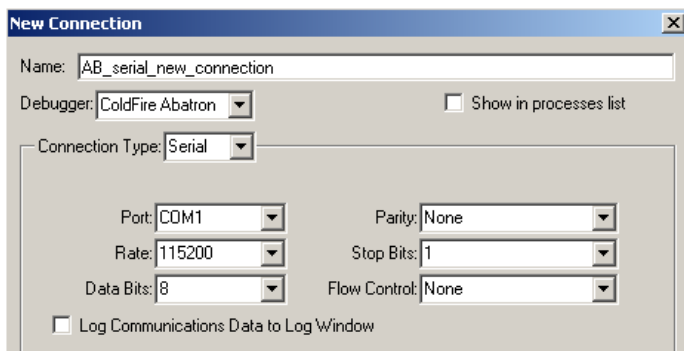 New Connection
Name: AB_serial_new_connection
Debugger: ColdFire Abatron Show in processes list
Connection Type: Serial
Port: COM1 Parity: None
Rate: 115200 Stop Bits: 1
Data Bits: 8 Flow Control: None
Log Communications Data to Log Window